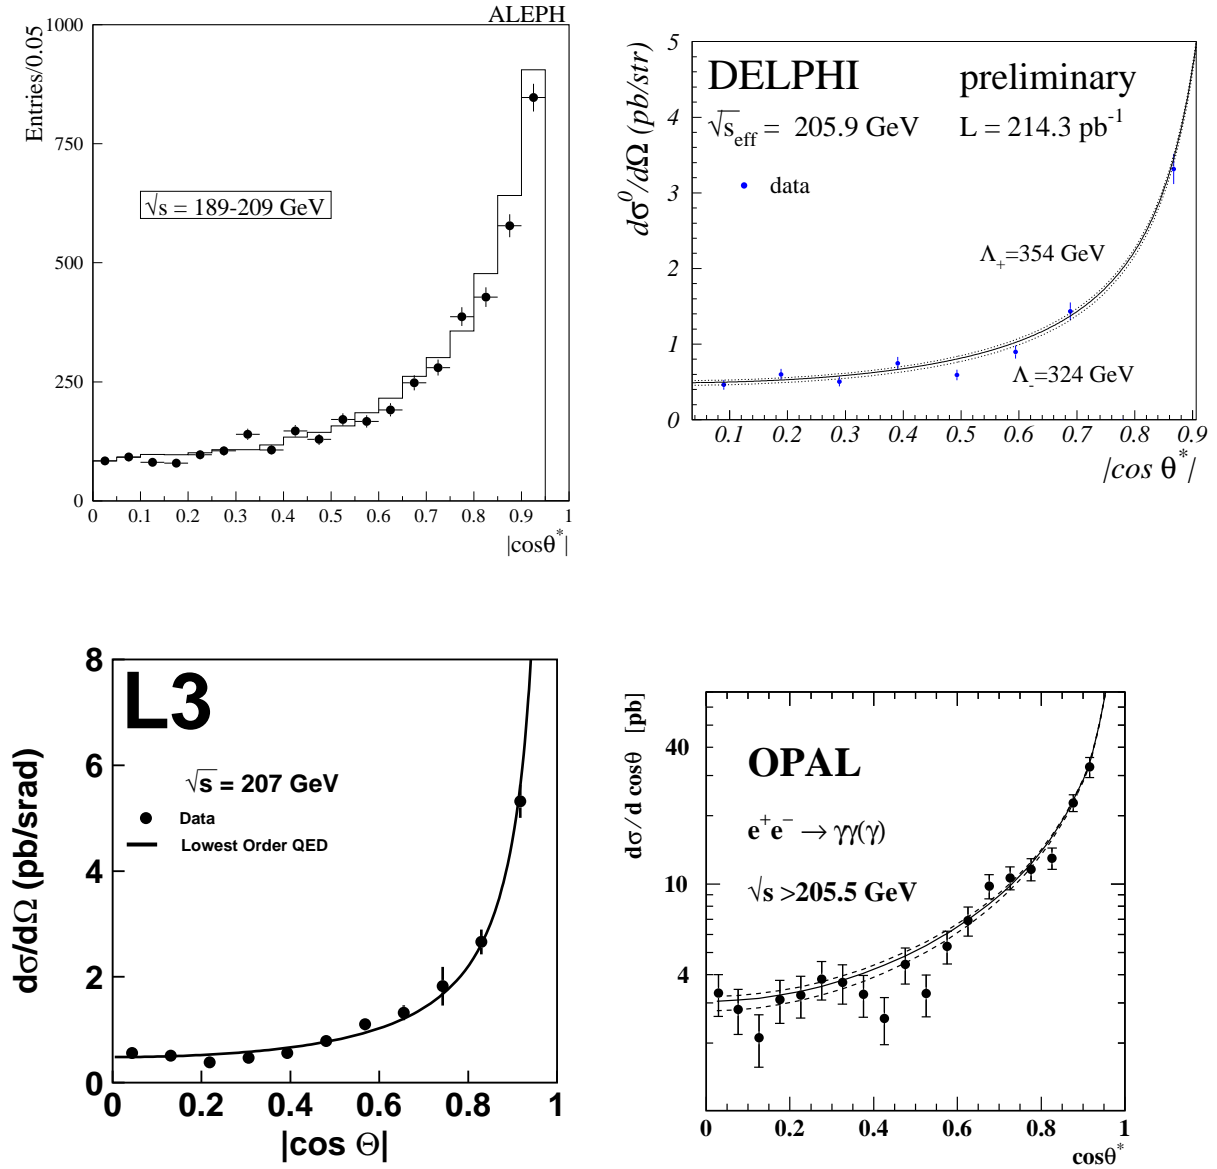 ALEPH
Entries/0.05
1000
750
500
250
0
√s = 189-209 GeV
0 0.1 0.2 0.3 0.4 0.5 0.6 0.7 0.8 0.9 1
|cosθ*|
dσ⁰/dΩ (pb/str)
5
4
3
2
1
0
DELPHI preliminary
√s_eff = 205.9 GeV L = 214.3 pb⁻¹
data
Λ₊=354 GeV
Λ₋=324 GeV
0.1 0.2 0.3 0.4 0.5 0.6 0.7 0.8 0.9
|cos θ*|
dσ/dΩ (pb/srad)
8
6
4
2
0
L3
√s = 207 GeV
Data
Lowest Order QED
0 0.2 0.4 0.6 0.8 1
|cos Θ|
dσ/d cosθ [pb]
40
10
4
OPAL
e⁺e⁻ → γγ(γ)
√s >205.5 GeV
0 0.2 0.4 0.6 0.8 1
cosθ*